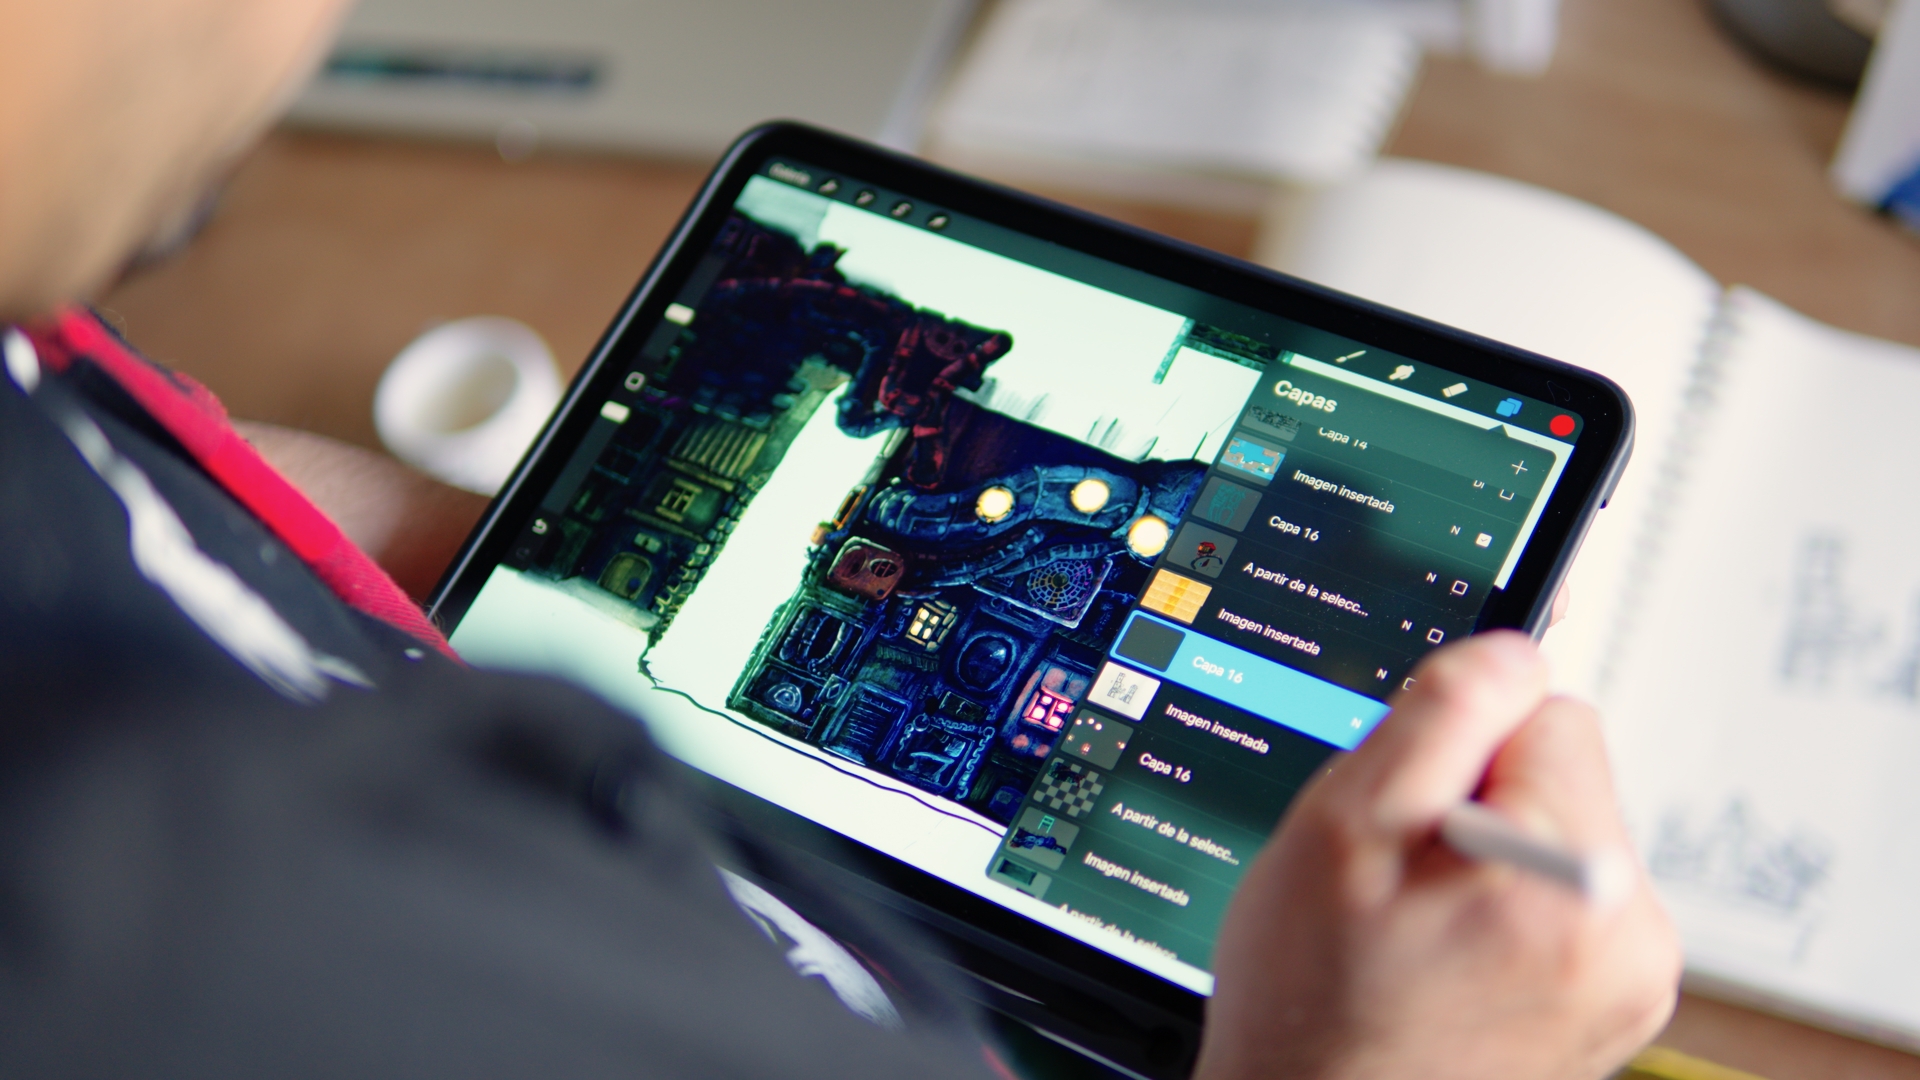 Galería
Capas
Capa 14
Imagen insertada
N
Capa 16
N
A partir de la selecc...
N
Imagen insertada
N
Capa 16
N
Imagen insertada
Capa 16
A partir de la selecc...
Imagen insertada
A partir de la selecc...